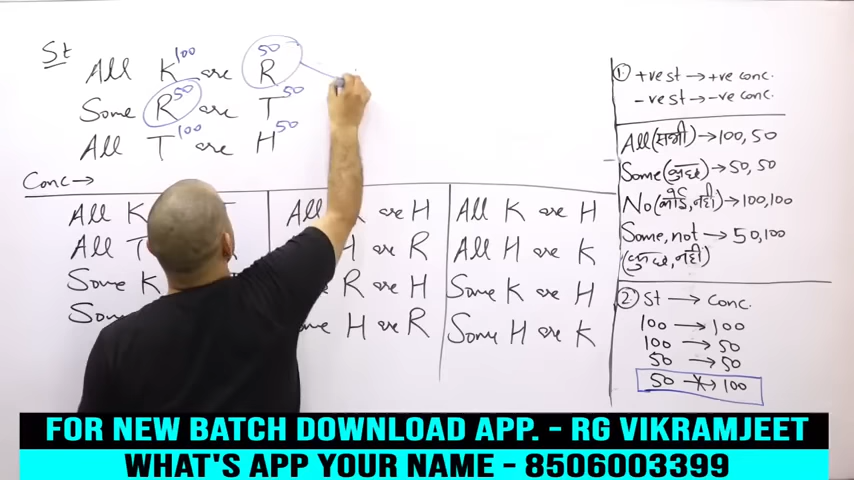 St
All K¹⁰⁰ are R⁵⁰
Some R⁵⁰ are T⁵⁰
All T¹⁰⁰ are H⁵⁰
Conc→
All K
All T
Some K
All are H
H are R
R are H
H are R
All K are H
All H are K
Some K are H
Some H are K
① +ve st → +ve conc.
-ve st → -ve conc.
All (सभी) → 100, 50
Some (कुछ) → 50, 50
No (कोई, नहीं) → 100, 100
Some, not → 50, 100
(कुछ, नहीं)
② St → Conc.
100 → 100
100 → 50
50 → 50
50 → 100
FOR NEW BATCH DOWNLOAD APP. - RG VIKRAMJEET
WHAT'S APP YOUR NAME - 8506003399